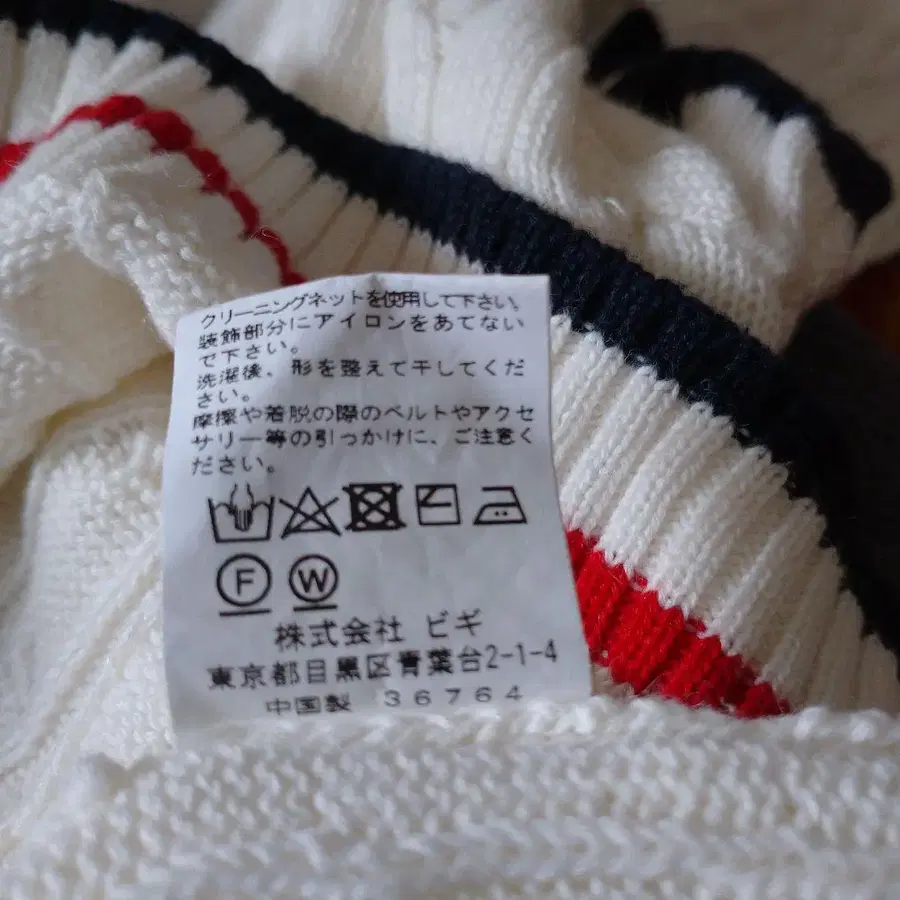 クリーニングネットを使用して下さい。
装飾部分にアイロンをあてない
で下さい。
洗濯後、形を整えて干してくだ
さい。
摩擦や着脱の際のベルトやアクセ
サリー等の引っかけに、ご注意く
ださい。
F W
株式会社 ビギ
東京都目黒区青葉台2-1-4
中国製 36764